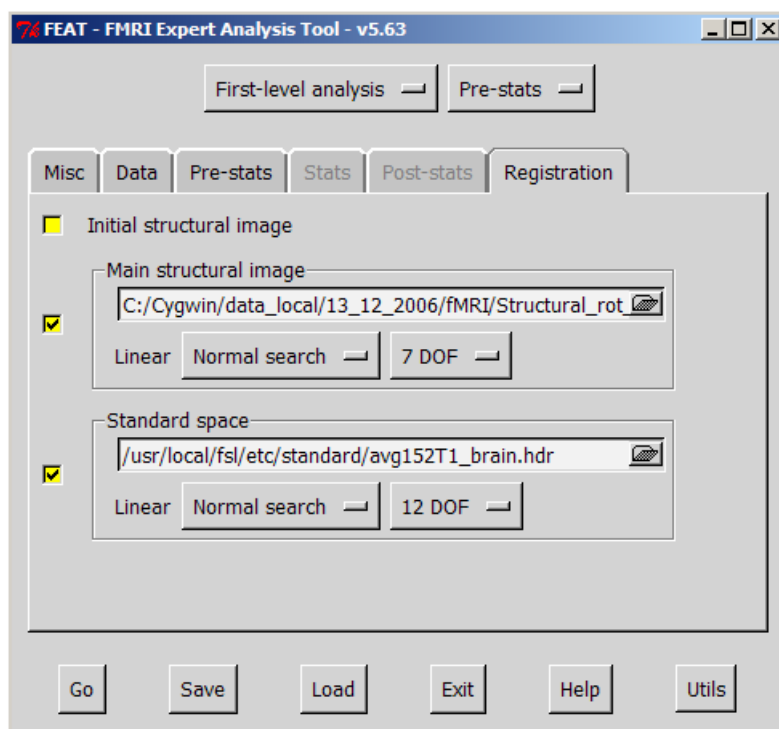 FEAT - FMRI Expert Analysis Tool - v5.63
First-level analysis Pre-stats
Misc Data Pre-stats Stats Post-stats Registration
Initial structural image
Main structural image
C:/Cygwin/data_local/13_12_2006/fMRI/Structural_rot_
Linear Normal search 7 DOF
Standard space
/usr/local/fsl/etc/standard/avg152T1_brain.hdr
Linear Normal search 12 DOF
Go Save Load Exit Help Utils